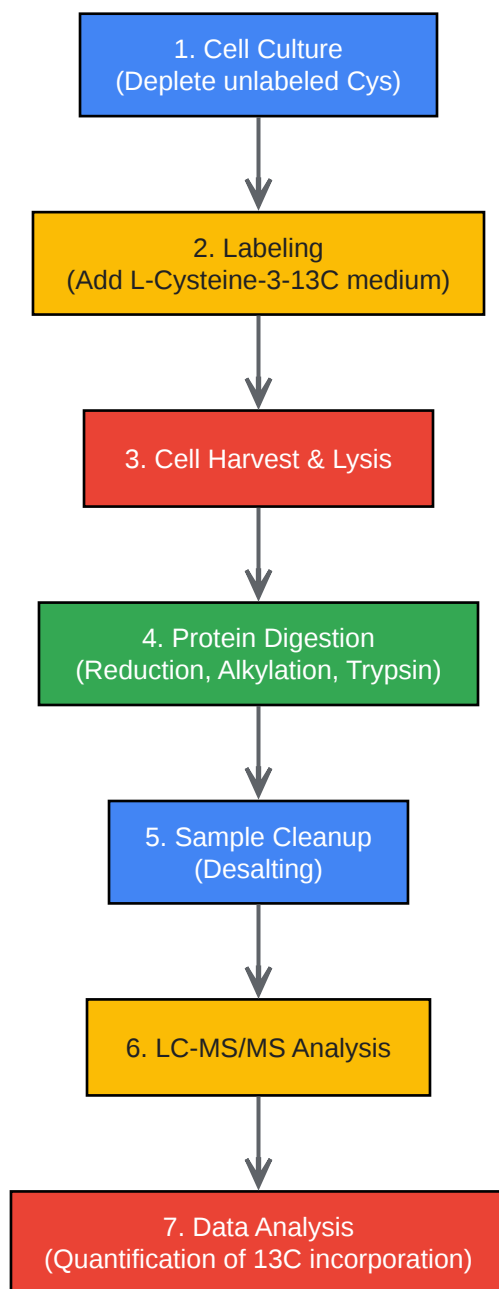 1. Cell Culture
(Deplete unlabeled Cys)
2. Labeling
(Add L-Cysteine-3-13C medium)
3. Cell Harvest & Lysis
4. Protein Digestion
(Reduction, Alkylation, Trypsin)
5. Sample Cleanup
(Desalting)
6. LC-MS/MS Analysis
7. Data Analysis
(Quantification of 13C incorporation)